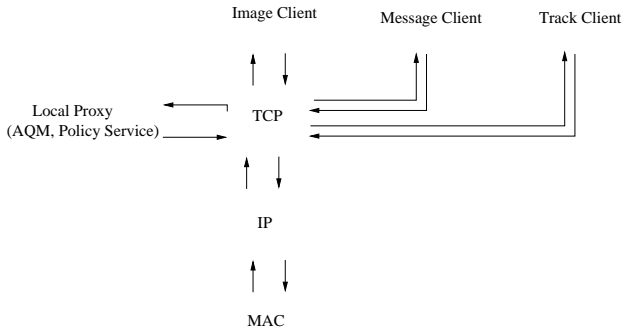 Image Client
Message Client
Track Client
Local Proxy
(AQM, Policy Service)
TCP
IP
MAC